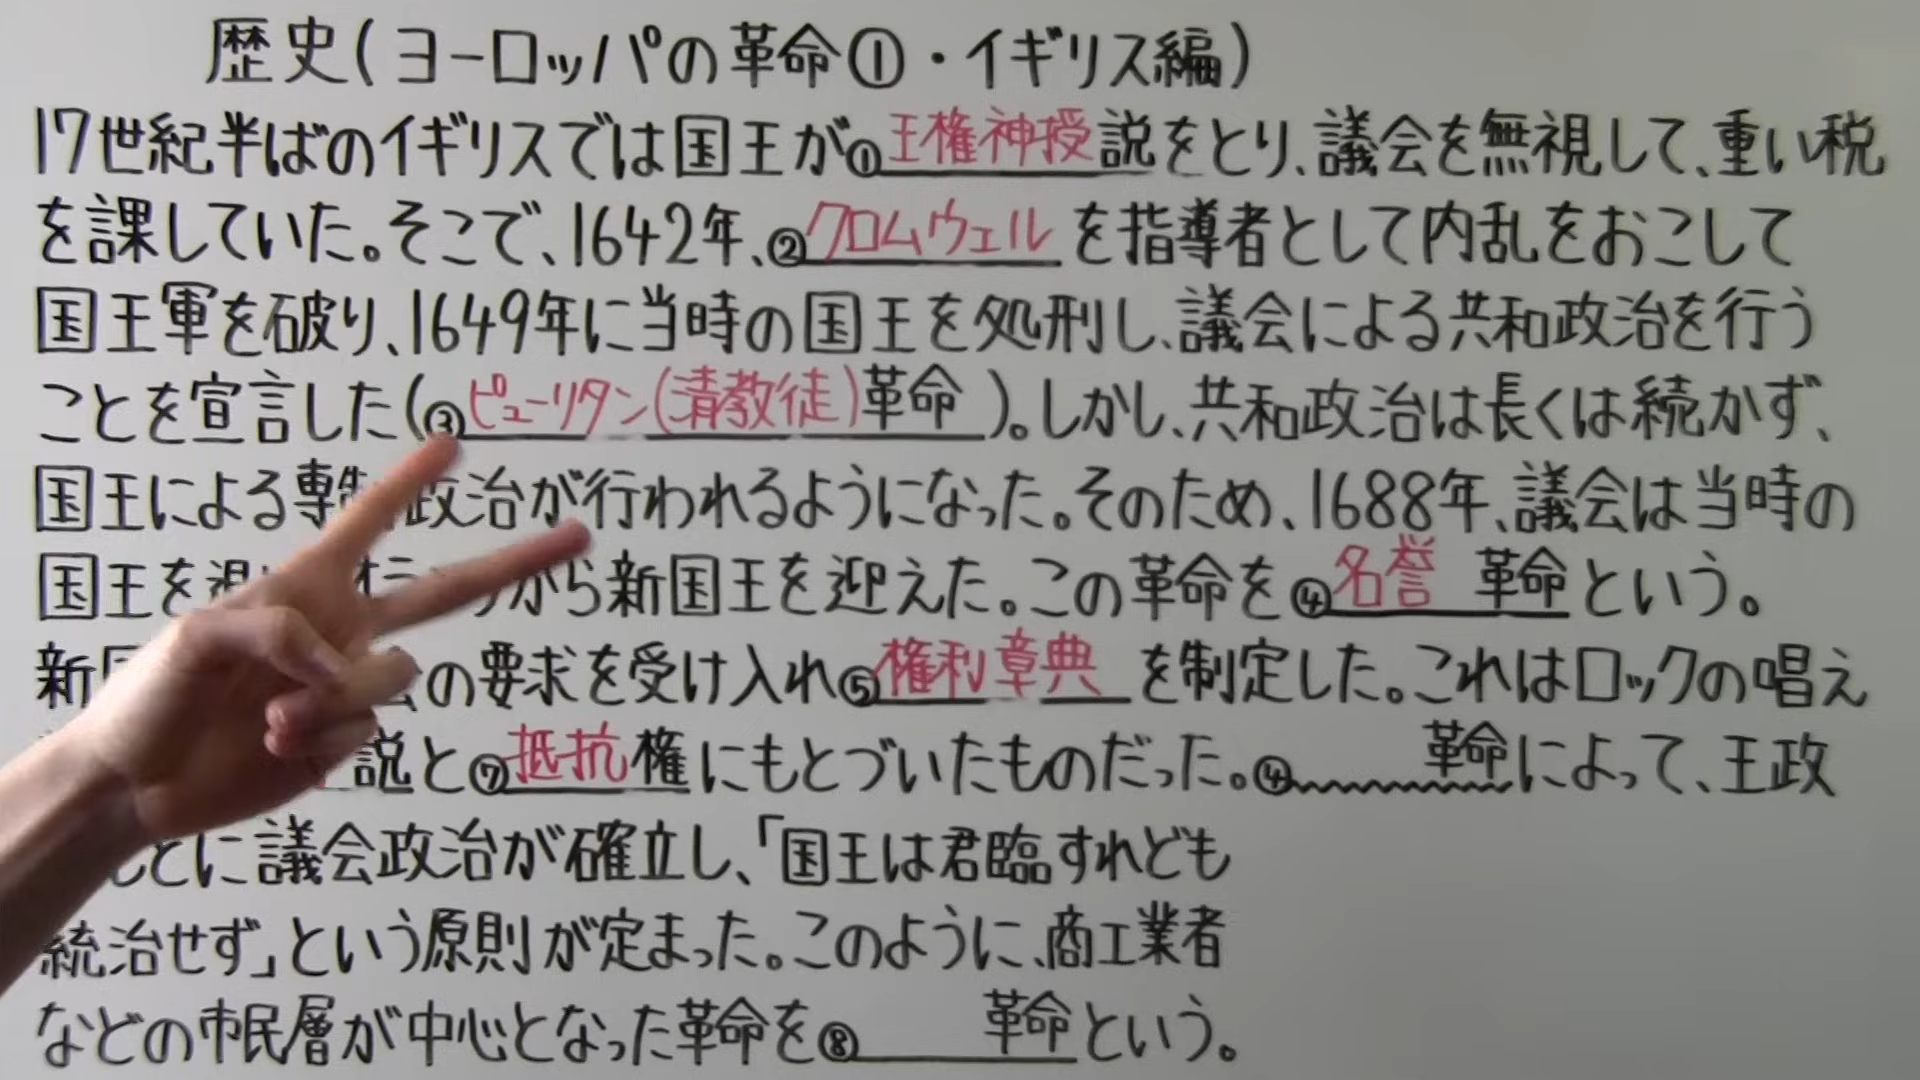 歴史(ヨーロッパの革命①・イギリス編)
17世紀半ばのイギリスでは国王が①王権神授説をとり、議会を無視して、重い税
を課していた。そこで、1642年、②クロムウェルを指導者として内乱をおこして
国王軍を破り、1649年に当時の国王を処刑し、議会による共和政治を行う
ことを宣言した(③ピューリタン(清教徒)革命)。しかし、共和政治は長くは続かず、
国王による専制政治が行われるようになった。そのため、1688年、議会は当時の
国王を から新国王を迎えた。この革命を④名誉 革命という。
新 の要求を受け入れ⑤権利章典を制定した。これはロックの唱え
説と⑦抵抗権にもとづいたものだった。④ 革命によって、王政
もとに議会政治が確立し、「国王は君臨すれども
統治せず」という原則が定まった。このように、商工業者
などの市民層が中心となった革命を⑧ 革命という。